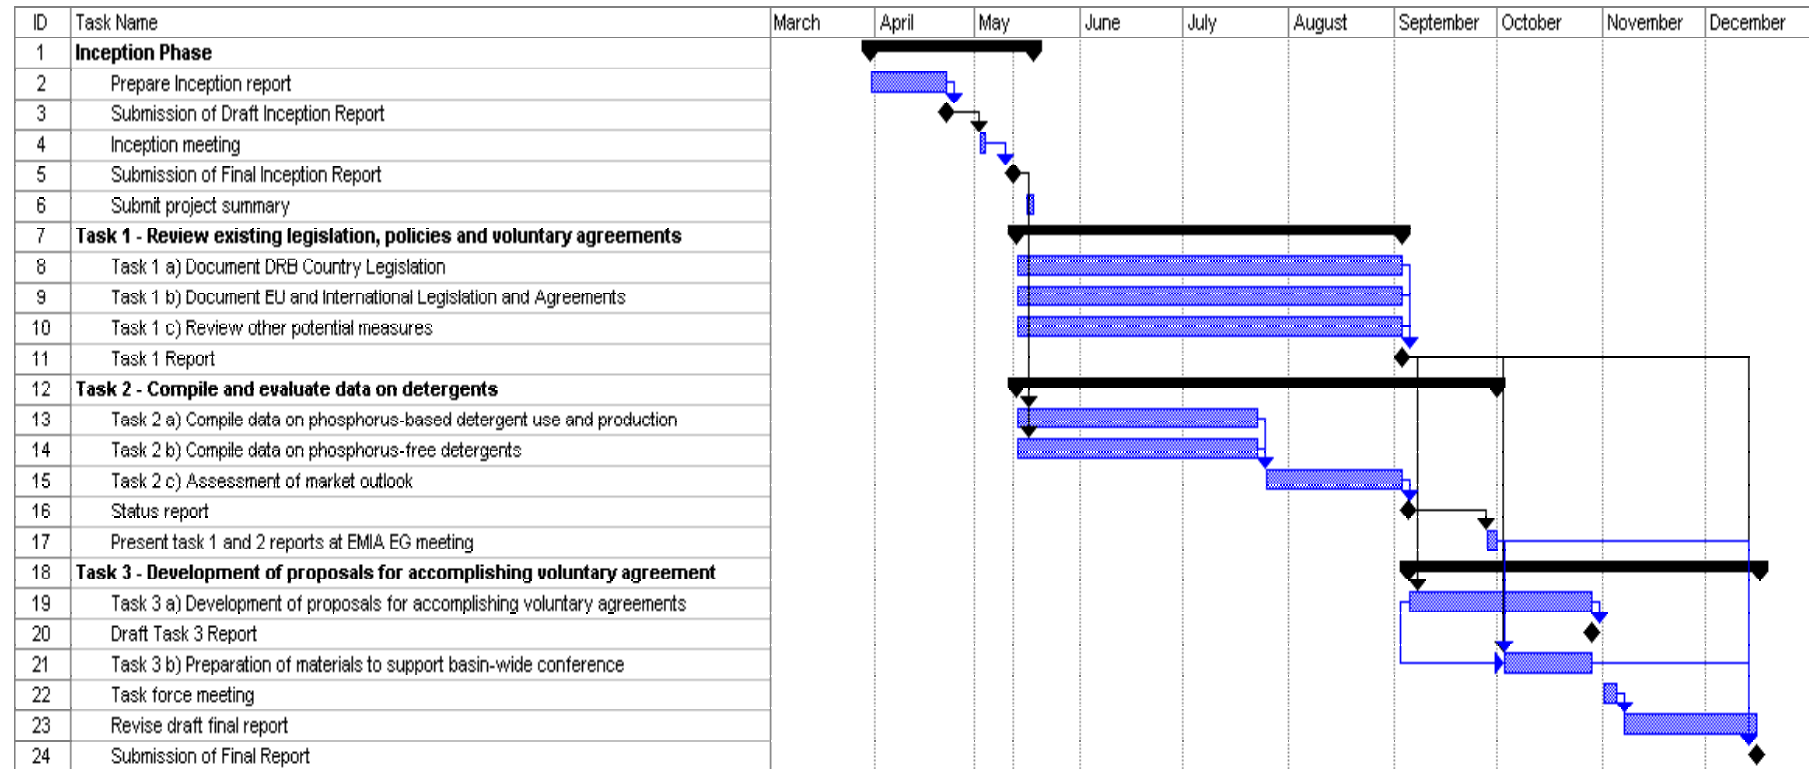 ID Task Name March April May June July August September October November December
1 Inception Phase
2 Prepare Inception report
3 Submission of Draft Inception Report
4 Inception meeting
5 Submission of Final Inception Report
6 Submit project summary
7 Task 1 - Review existing legislation, policies and voluntary agreements
8 Task 1 a) Document DRB Country Legislation
9 Task 1 b) Document EU and International Legislation and Agreements
10 Task 1 c) Review other potential measures
11 Task 1 Report
12 Task 2 - Compile and evaluate data on detergents
13 Task 2 a) Compile data on phosphorus-based detergent use and production
14 Task 2 b) Compile data on phosphorus-free detergents
15 Task 2 c) Assessment of market outlook
16 Status report
17 Present task 1 and 2 reports at EMIA EG meeting
18 Task 3 - Development of proposals for accomplishing voluntary agreement
19 Task 3 a) Development of proposals for accomplishing voluntary agreements
20 Draft Task 3 Report
21 Task 3 b) Preparation of materials to support basin-wide conference
22 Task force meeting
23 Revise draft final report
24 Submission of Final Report